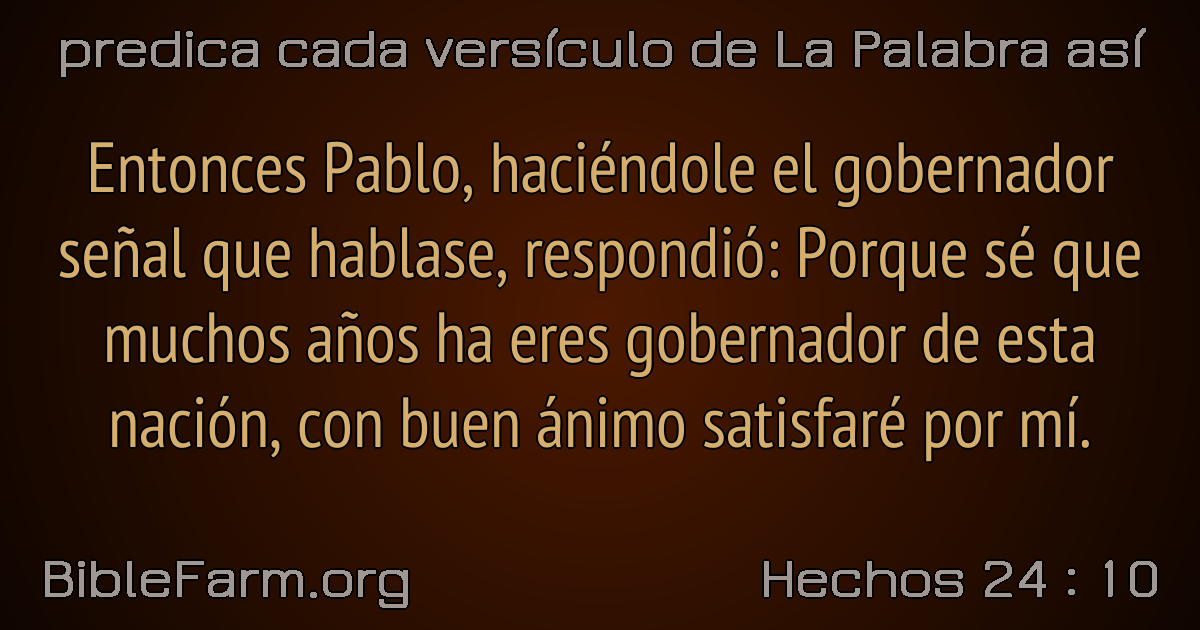 predica cada versículo de La Palabra así
Entonces Pablo, haciéndole el gobernador
señal que hablase, respondió: Porque sé que
muchos años ha eres gobernador de esta
nación, con buen ánimo satisfaré por mí.
BibleFarm.org
Hechos 24 : 10